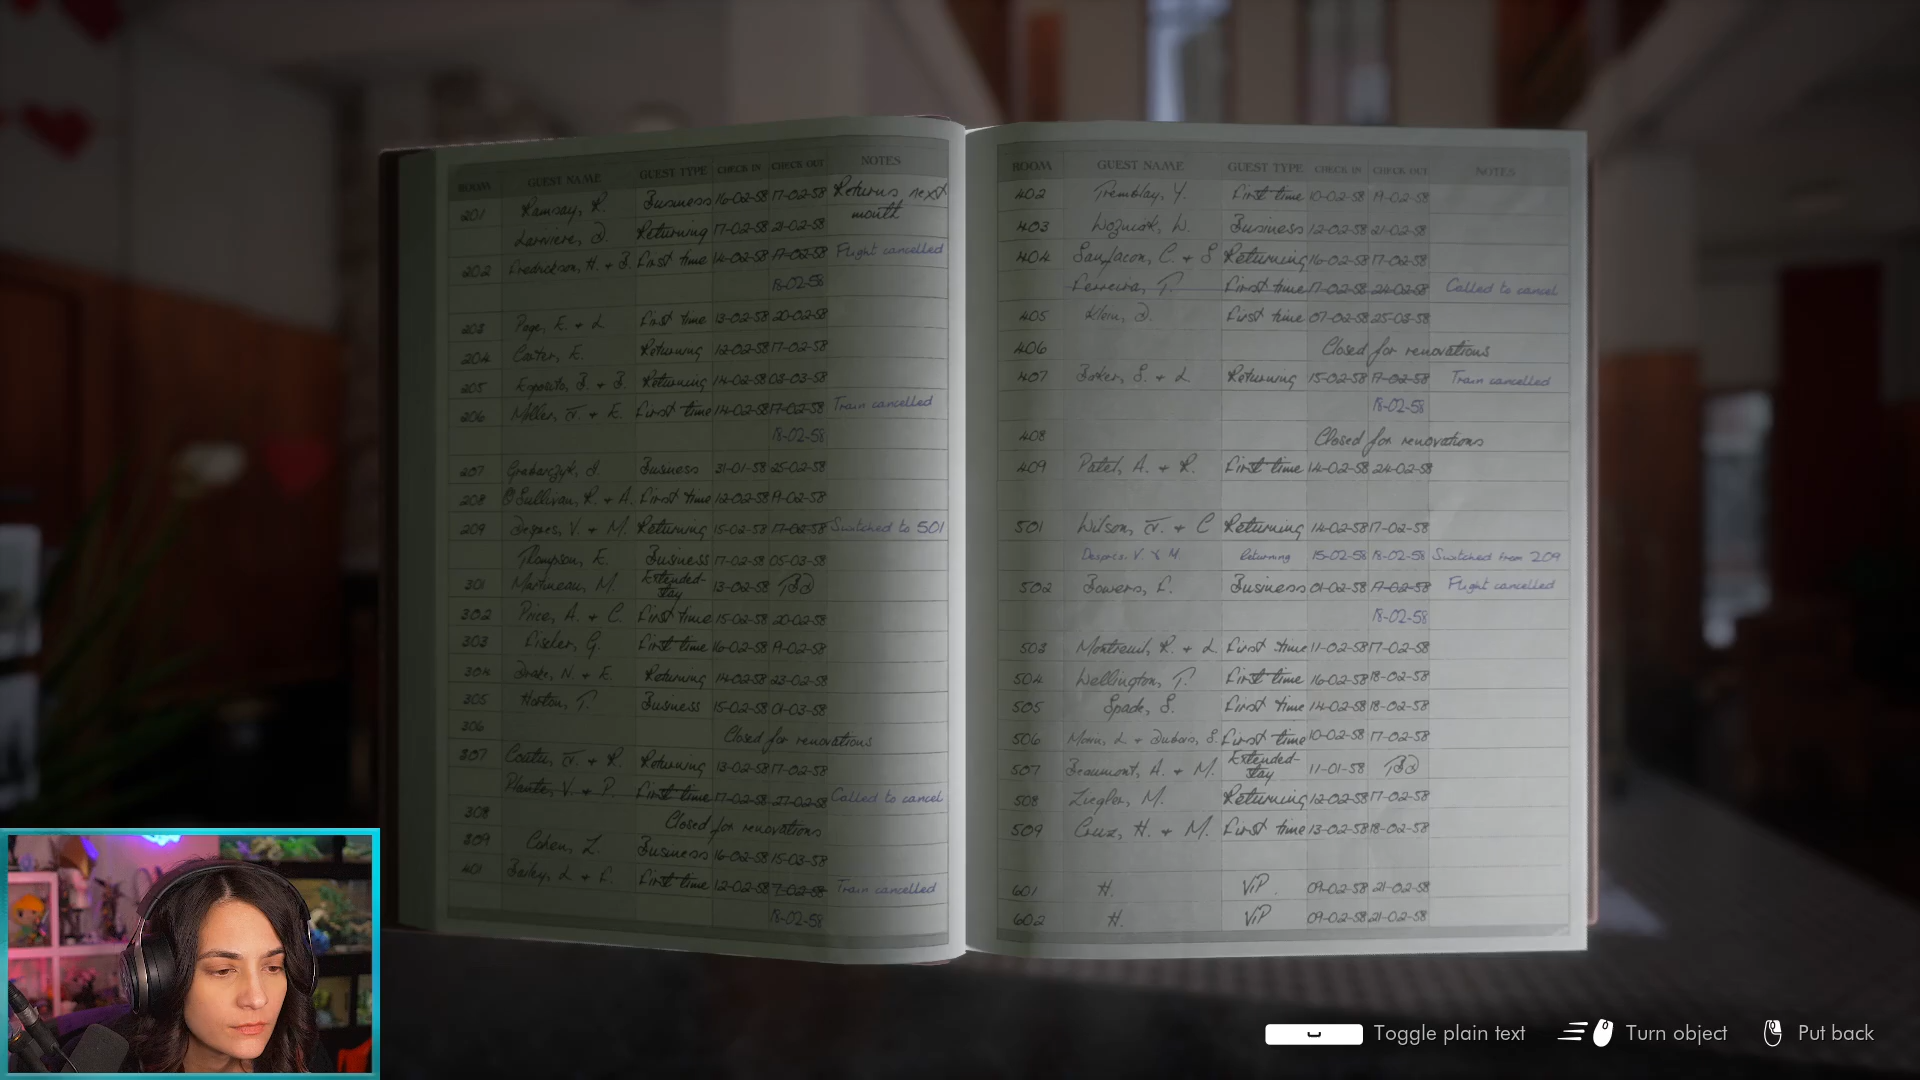 ROOM GUEST NAME GUEST TYPE CHECK IN CHECK OUT NOTES
201 Ramsay, R. Business 16-02-58 17-02-58 Returns next
month
Lariviere, D. Returning 17-02-58 21-02-58
202 Fredrickson, H. + B. First time 14-02-58 17-02-58 Flight cancelled
18-02-58
203 Page, E. + L First time 13-02-58 20-02-58
204 Carter, E. Returning 12-02-58 17-02-58
205 Esposito, B. + B. Returning 14-02-58 03-03-58
206 Miller, + E. First time 14-02-58 17-02-58 Train cancelled
18-02-58
207 Grabarczyk, Business 31-01-58 25-02-58
208 O'Sullivan, R. + A. First time 12-02-58 19-02-58
209 Despres, V. + M. Returning 15-02-58 17-02-58 Switched to 501
Thompson, E. Business 17-02-58 05-03-58
301 Martineau, M. Extended-
stay 13-02-58 TBD
302 Price, A. + C. First time 15-02-58 20-02-58
303 Fiseler, G. First time 16-02-58 19-02-58
304 Drake, N. + E. Returning 14-02-58 23-02-58
305 Horton, T. Business 15-02-58 01-03-58
306 Closed for renovations
307 + R. Returning 13-02-58 17-02-58
Plante, V. + P. First time 17-02-58 27-02-58 Called to cancel
308 Closed for renovations
309 Cohen, L. Business 16-02-58 15-03-58
401 Bailey, L + F. First time 12-02-58 7-02-58 Train cancelled
18-02-58
ROOM GUEST NAME GUEST TYPE CHECK IN CHECK OUT NOTES
402 Tremblay, Y. First time 10-02-58 19-02-58
403 Wozniak, W. Business 12-02-58 21-02-58
404 Sansfacon, C. + S Returning 16-02-58 17-02-58
Ferreira, T. First time 17-02-58 24-02-58 Called to cancel
405 Klein, D. First time 07-02-58 25-03-58
406 Closed for renovations
407 Baker, S. + L Returning 15-02-58 17-02-58 Train cancelled
18-02-58
408 Closed for renovations
409 Patel, A. + R. First time 14-02-58 24-02-58
501 Wilson, + C Returning 14-02-58 17-02-58
Despres, V. & M Returning 15-02-58 18-02-58 Switched from 209
502 Bowers, F. Business 01-02-58 17-02-58 Flight cancelled
18-02-58
503 Montreuil, R. + L. First time 11-02-58 17-02-58
504 Wellington, T. First time 16-02-58 18-02-58
505 Spade, S. First time 14-02-58 18-02-58
506 Morin, L + Dubois, S. First time 10-02-58 17-02-58
507 Beaumont, A. + M. Extended-
stay 11-01-58 TBD
508 Ziegler, M. Returning 12-02-58 17-02-58
509 Cruz, H. + M. First time 13-02-58 18-02-58
601 H. ViP. 09-02-58 21-02-58
602 H. ViP 09-02-58 21-02-58
Toggle plain text Turn object Put back